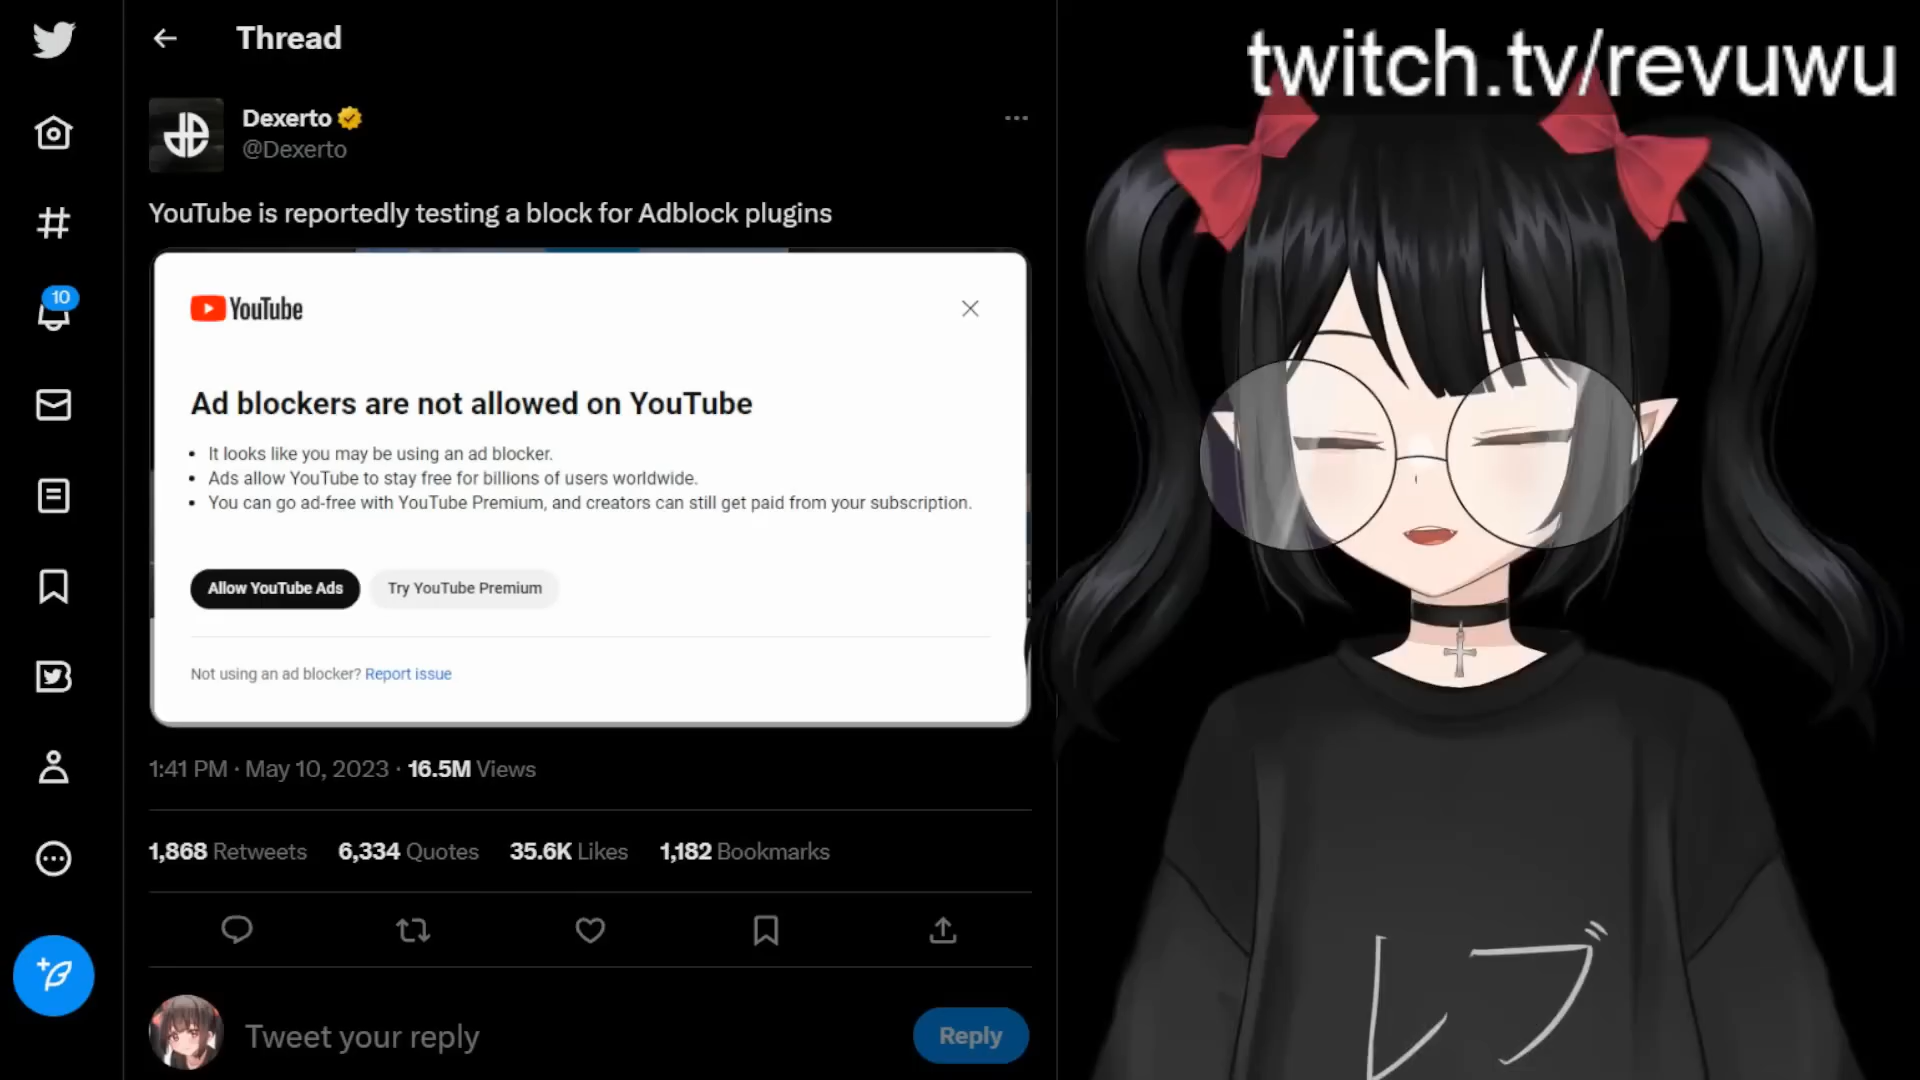 twitch.tv/revuwu
Thread
Dexerto
@Dexerto
YouTube is reportedly testing a block for Adblock plugins
YouTube
Ad blockers are not allowed on YouTube
It looks like you may be using an ad blocker.
Ads allow YouTube to stay free for billions of users worldwide.
You can go ad-free with YouTube Premium, and creators can still get paid from your subscription.
Allow YouTube Ads
Try YouTube Premium
Not using an ad blocker? Report issue
1:41 PM · May 10, 2023 · 16.5M Views
1,868 Retweets 6,334 Quotes 35.6K Likes 1,182 Bookmarks
Tweet your reply
Reply
10
レブ